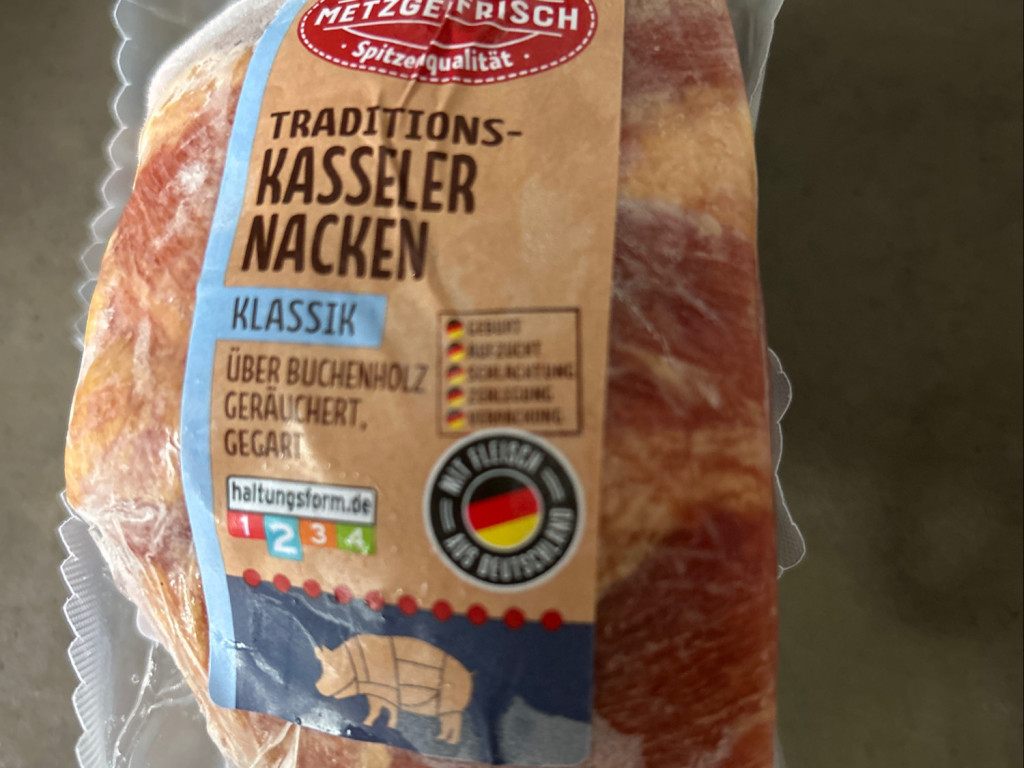 METZGERFRISCH
Spitzenqualität
TRADITIONS-
KASSELER
NACKEN
KLASSIK
ÜBER BUCHENHOLZ
GERÄUCHERT,
GEGART
GEBURT
AUFZUCHT
SCHLACHTUNG
ZERLEGUNG
VERPACKUNG
haltungsform.de
1 2 3 4
MIT FLEISCH
AUS DEUTSCHLAND